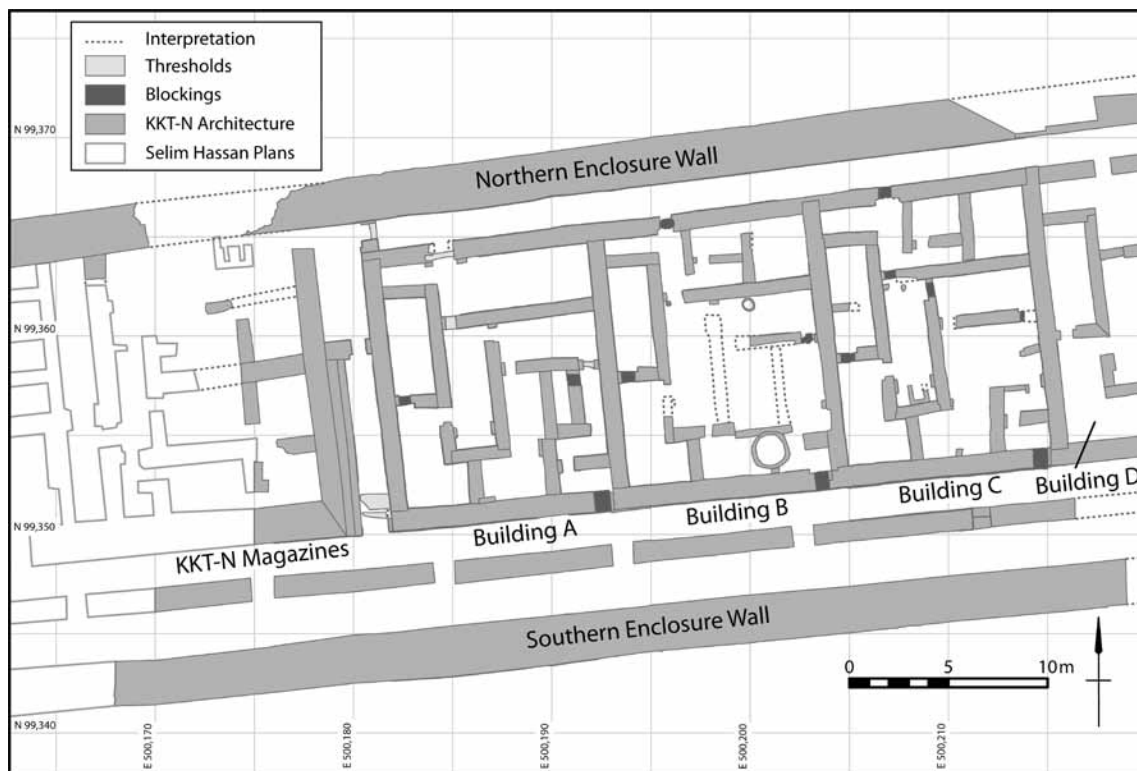 Interpretation
Thresholds
Blockings
KKT-N Architecture
Selim Hassan Plans
N 99,370
Northern Enclosure Wall
N 99,360
N 99,350
KKT-N Magazines
Building A
Building B
Building C
Building D
Southern Enclosure Wall
0 5 10m
N 99,340
E 500,170
E 500,180
E 500,190
E 500,200
E 500,210